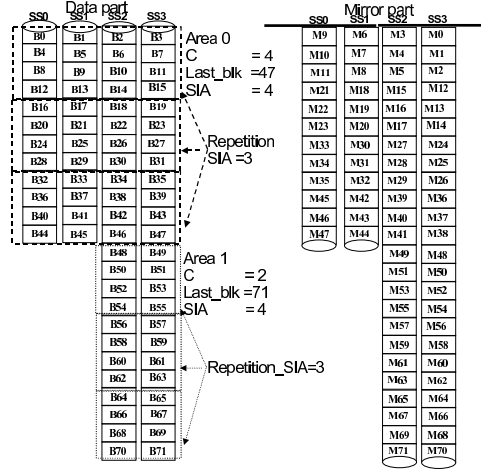 Data part
Mirror part
SS0 SS1 SS2 SS3
SS0 SS1 SS2 SS3
B0 B1 B2 B3
B4 B5 B6 B7
B8 B9 B10 B11
B12 B13 B14 B15
B16 B17 B18 B19
B20 B21 B22 B23
B24 B25 B26 B27
B28 B29 B30 B31
B32 B33 B34 B35
B36 B37 B38 B39
B40 B41 B42 B43
B44 B45 B46 B47
B48 B49
B50 B51
B52 B53
B54 B55
B56 B57
B58 B59
B60 B61
B62 B63
B64 B65
B66 B67
B68 B69
B70 B71
Area 0
C = 4
Last_blk =47
SIA = 4
Repetition
SIA =3
Area 1
C = 2
Last_blk=71
SIA = 4
Repetition_SIA=3
M9 M6 M3 M0
M10 M7 M4 M1
M11 M8 M5 M2
M21 M18 M15 M12
M22 M19 M16 M13
M23 M20 M17 M14
M33 M30 M27 M24
M34 M31 M28 M25
M35 M32 M29 M26
M45 M42 M39 M36
M46 M43 M40 M37
M47 M44 M41 M38
M49 M48
M51 M50
M53 M52
M55 M54
M57 M56
M59 M58
M61 M60
M63 M62
M65 M64
M67 M66
M69 M68
M71 M70